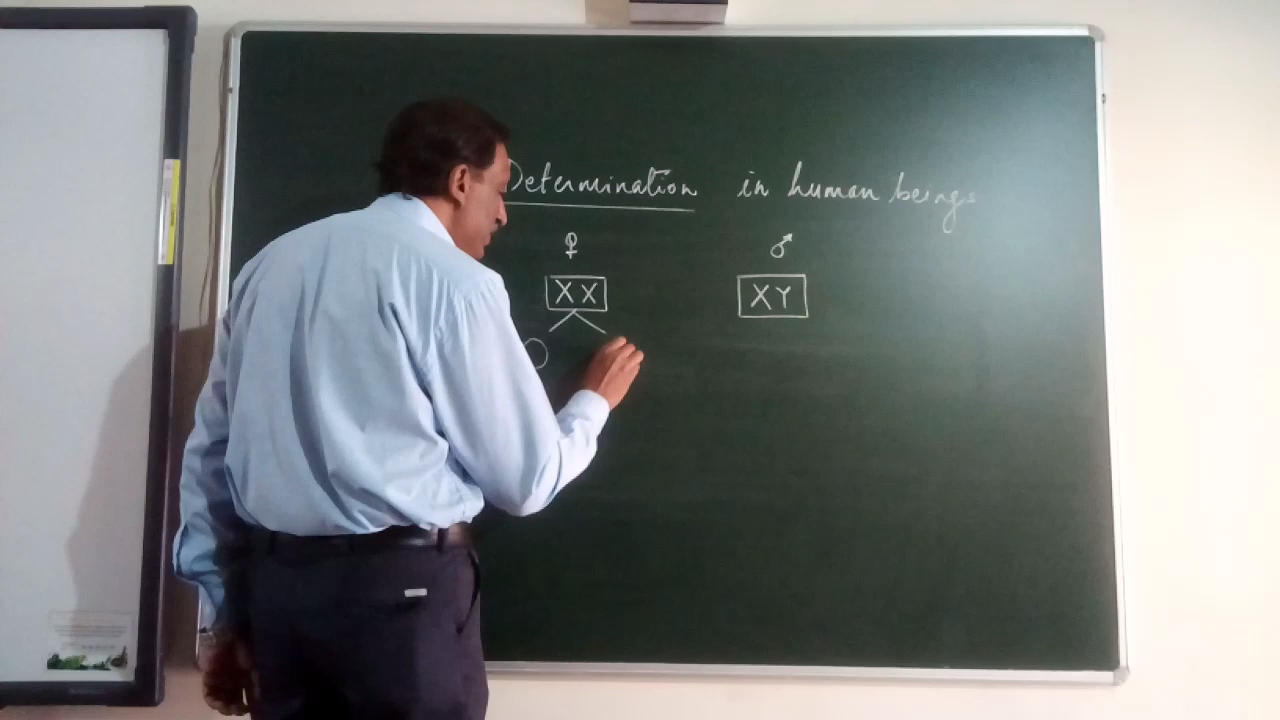 Determination in human beings
♀ ♂
XX XY